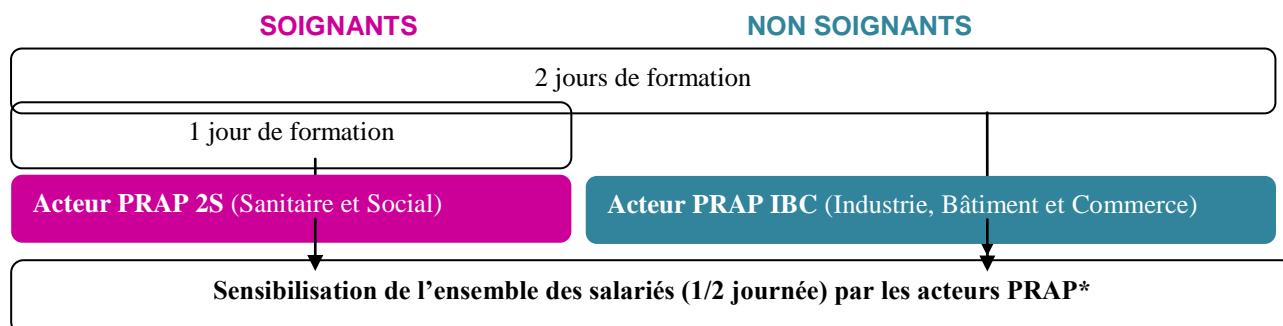 SOIGNANTS NON SOIGNANTS
2 jours de formation
1 jour de formation
Acteur PRAP 2S (Sanitaire et Social) Acteur PRAP IBC (Industrie, Bâtiment et Commerce)
Sensibilisation de l’ensemble des salariés (1/2 journée) par les acteurs PRAP*